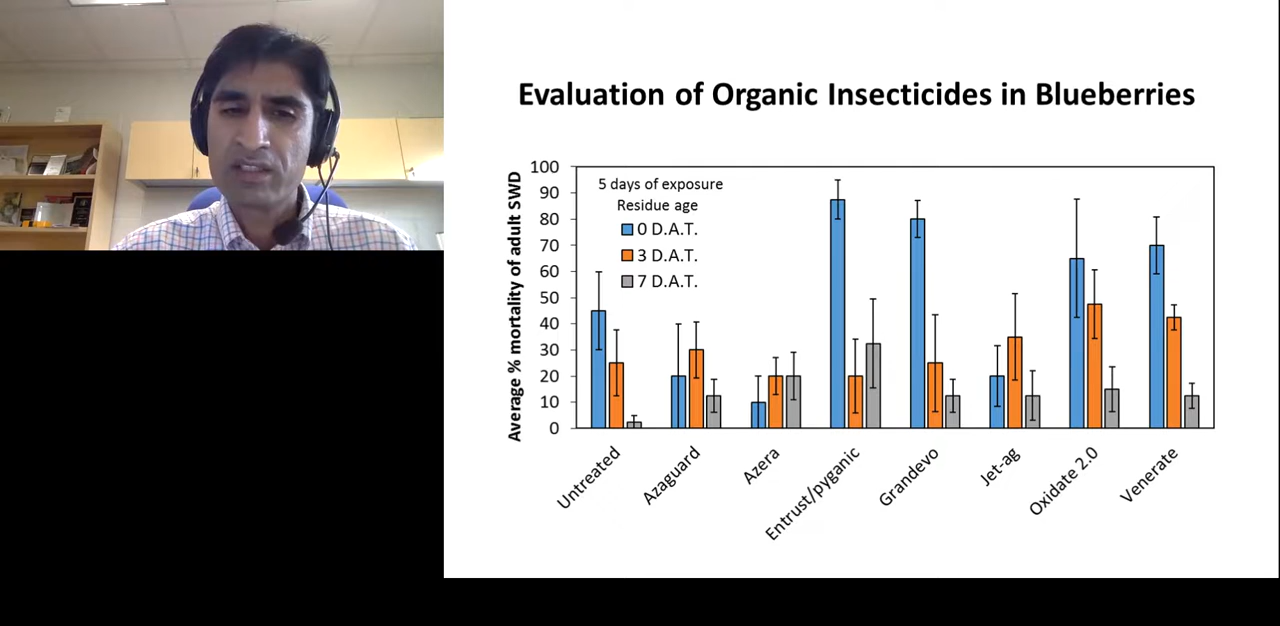 Evaluation of Organic Insecticides in Blueberries
Average % mortality of adult SWD
100
90
80
70
60
50
40
30
20
10
0
5 days of exposure
Residue age
0 D.A.T.
3 D.A.T.
7 D.A.T.
Untreated
Azaguard
Azera
Entrust/pyganic
Grandevo
Jet-ag
Oxidate 2.0
Venerate